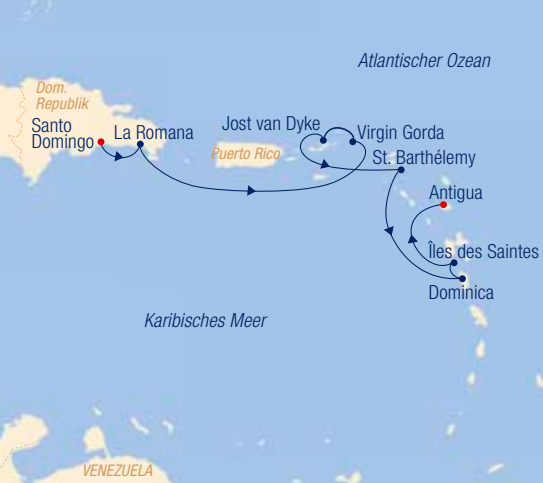 Atlantischer Ozean
Dom.
Republik
Santo
Domingo
La Romana
Jost van Dyke
Virgin Gorda
Puerto Rico
St. Barthélemy
Antigua
Îles des Saintes
Dominica
Karibisches Meer
VENEZUELA